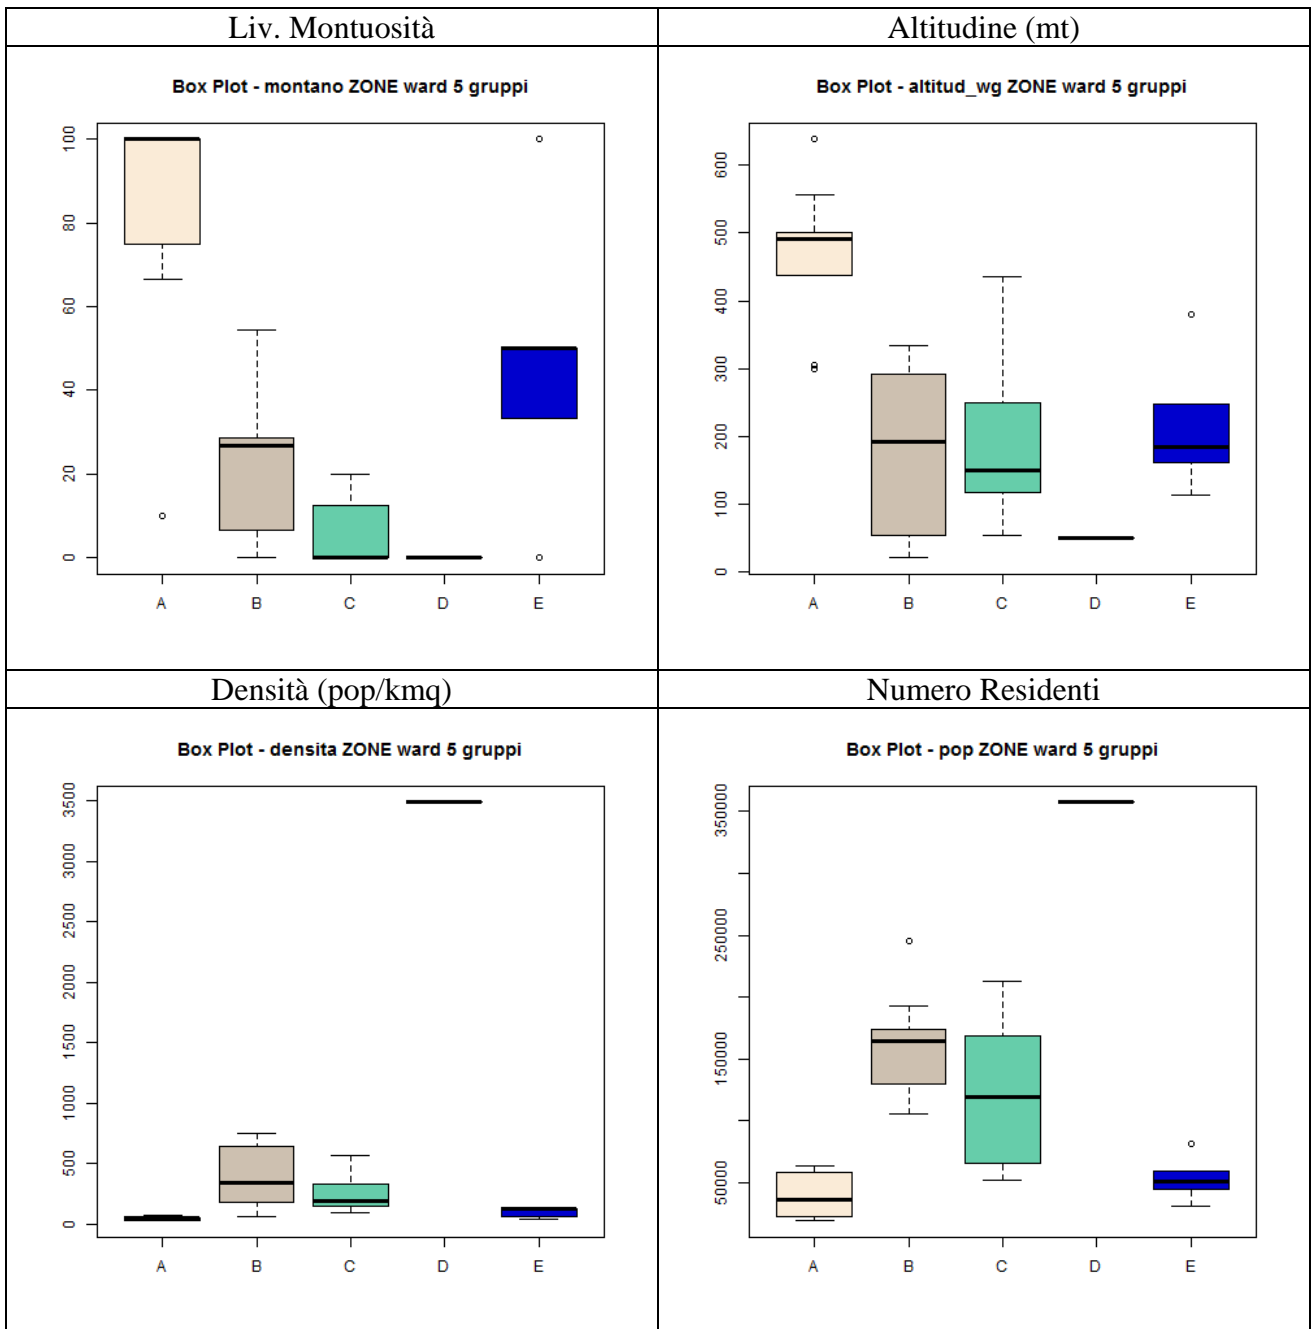 Liv. Montuosità
Altitudine (mt)
Box Plot - montano ZONE ward 5 gruppi
100
80
60
40
20
0
A B C D E
Box Plot - altitud_wg ZONE ward 5 gruppi
600
500
400
300
200
100
0
A B C D E
Densità (pop/kmq)
Numero Residenti
Box Plot - densita ZONE ward 5 gruppi
3500
3000
2500
2000
1500
1000
500
0
A B C D E
Box Plot - pop ZONE ward 5 gruppi
350000
250000
150000
50000
A B C D E